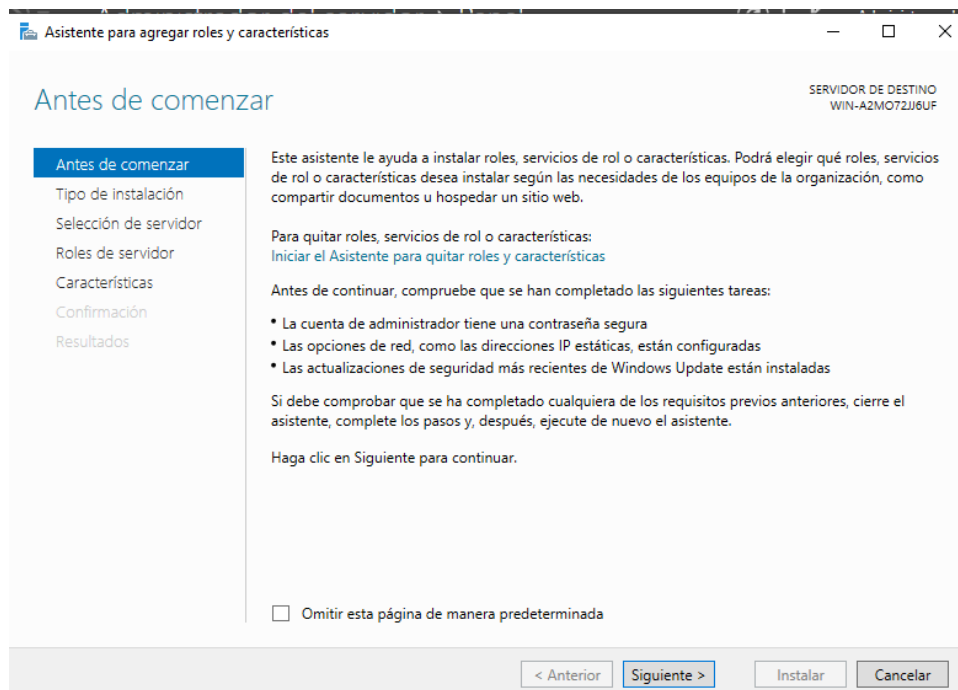 Asistente para agregar roles y características
Antes de comenzar
SERVIDOR DE DESTINO
WIN-A2MO72JJ6UF
Antes de comenzar
Tipo de instalación
Selección de servidor
Roles de servidor
Características
Confirmación
Resultados
Este asistente le ayuda a instalar roles, servicios de rol o características. Podrá elegir qué roles, servicios
de rol o características desea instalar según las necesidades de los equipos de la organización, como
compartir documentos u hospedar un sitio web.
Para quitar roles, servicios de rol o características:
Iniciar el Asistente para quitar roles y características
Antes de continuar, compruebe que se han completado las siguientes tareas:
• La cuenta de administrador tiene una contraseña segura
• Las opciones de red, como las direcciones IP estáticas, están configuradas
• Las actualizaciones de seguridad más recientes de Windows Update están instaladas
Si debe comprobar que se ha completado cualquiera de los requisitos previos anteriores, cierre el
asistente, complete los pasos y, después, ejecute de nuevo el asistente.
Haga clic en Siguiente para continuar.
Omitir esta página de manera predeterminada
< Anterior
Siguiente >
Instalar
Cancelar